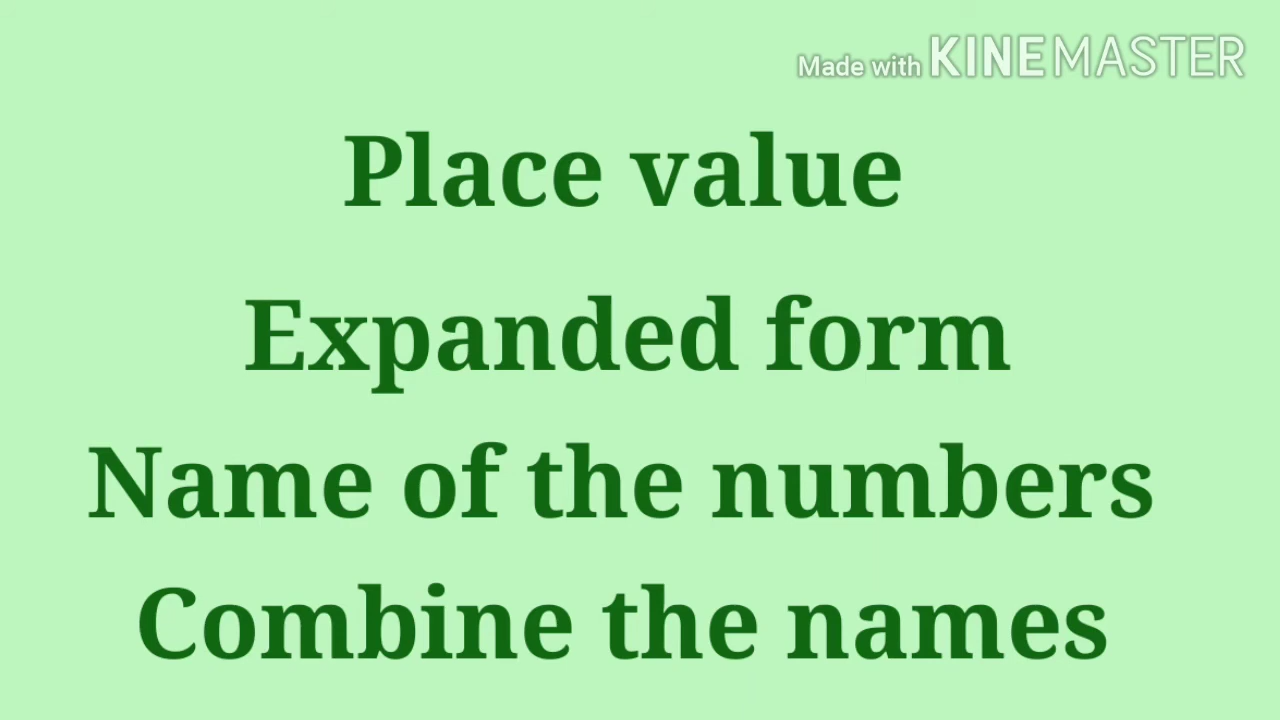 Made with KINEMASTER
Place value
Expanded form
Name of the numbers
Combine the names